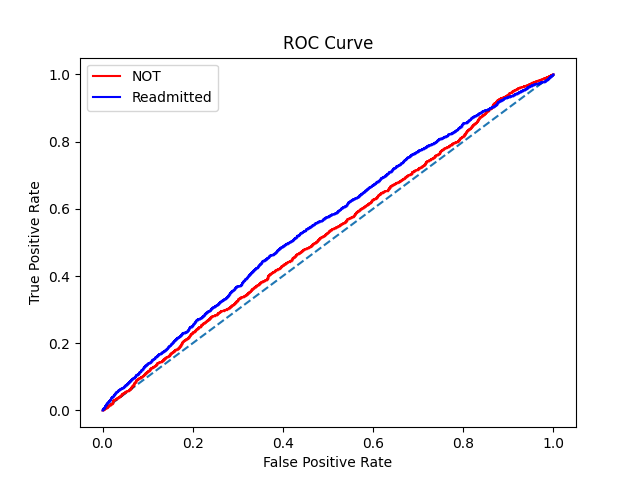 ROC Curve
NOT
Readmitted
True Positive Rate
1.0
0.8
0.6
0.4
0.2
0.0
0.0 0.2 0.4 0.6 0.8 1.0
False Positive Rate